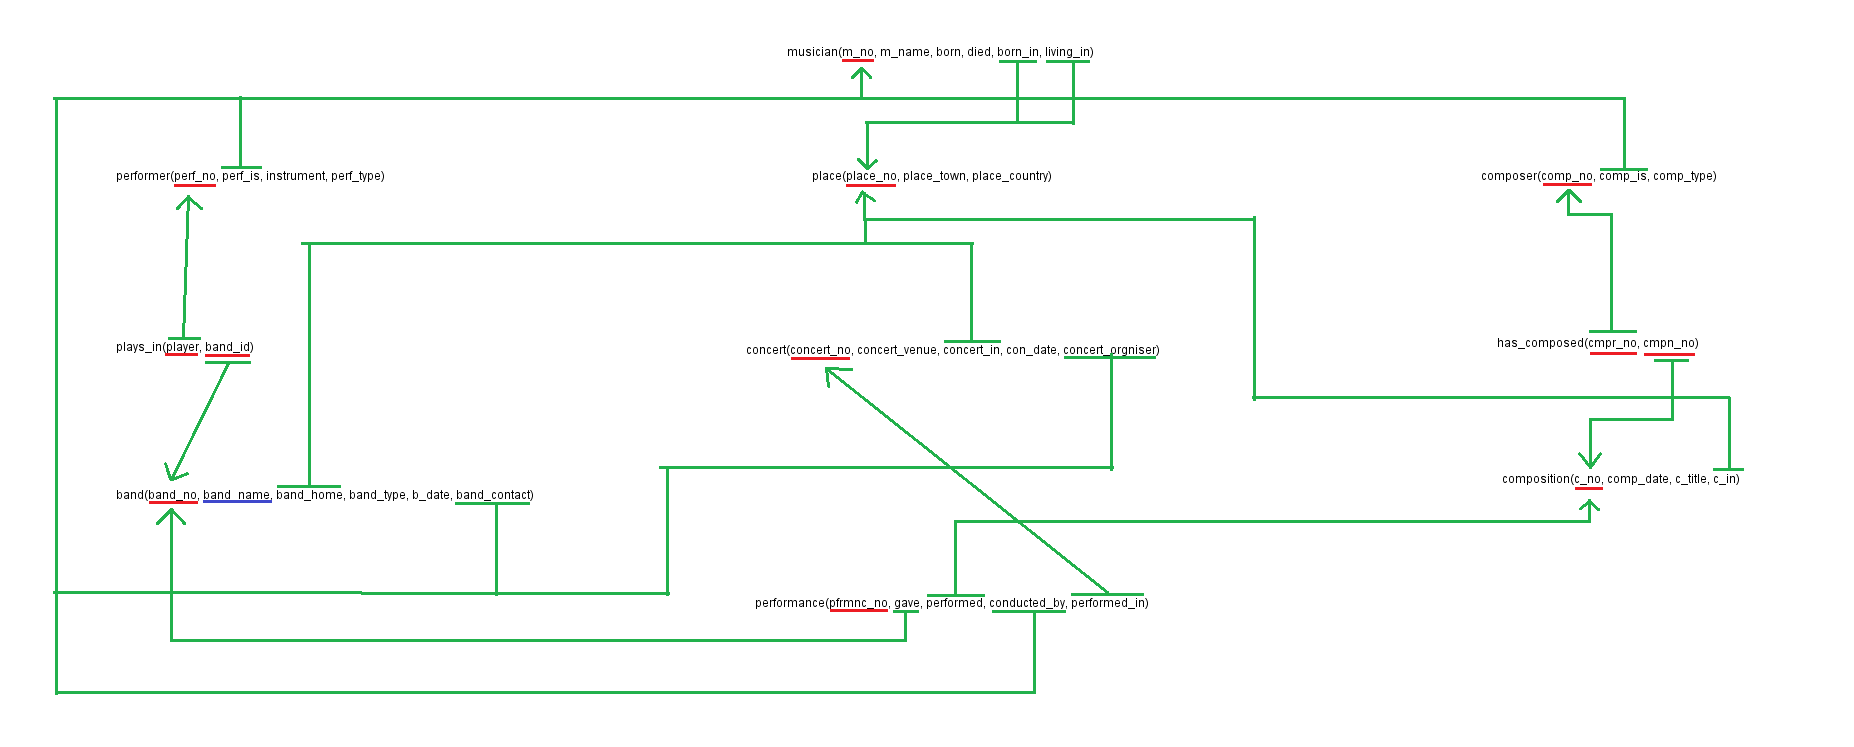 musician(m_no, m_name, born, died, born_in, living_in)
performer(perf_no, perf_is, instrument, perf_type)
place(place_no, place_town, place_country)
composer(comp_no, comp_is, comp_type)
plays_in(player, band_id)
concert(concert_no, concert_venue, concert_in, con_date, concert_orgniser)
has_composed(cmpr_no, cmpn_no)
band(band_no, band_name, band_home, band_type, b_date, band_contact)
composition(c_no, comp_date, c_title, c_in)
performance(pfrmnc_no, gave, performed, conducted_by, performed_in)